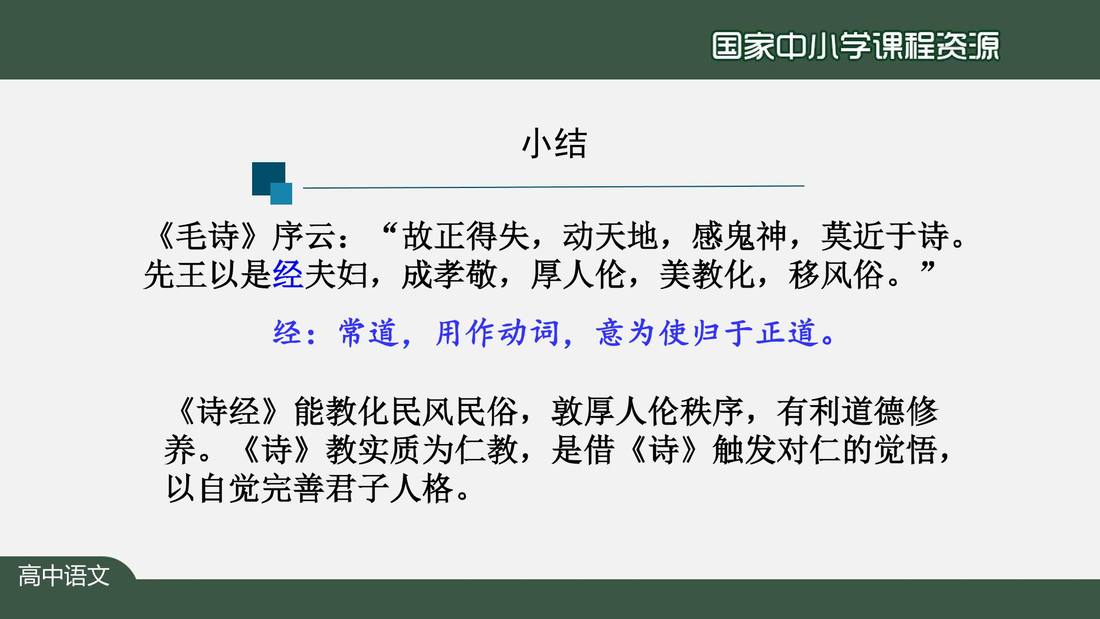 国家中小学课程资源
小结
《毛诗》序云：“故正得失，动天地，感鬼神，莫近于诗。
先王以是经夫妇，成孝敬，厚人伦，美教化，移风俗。”
经：常道，用作动词，意为使归于正道。
《诗经》能教化民风民俗，敦厚人伦秩序，有利道德修
养。《诗》教实质为仁教，是借《诗》触发对仁的觉悟，
以自觉完善君子人格。
高中语文